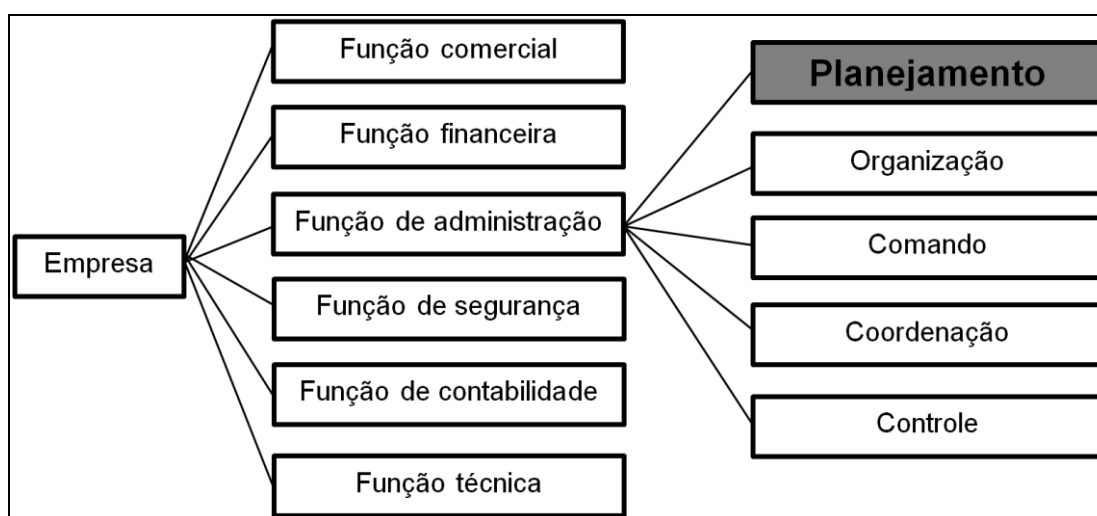 Empresa
Função comercial
Função financeira
Função de administração
Função de segurança
Função de contabilidade
Função técnica
Planejamento
Organização
Comando
Coordenação
Controle